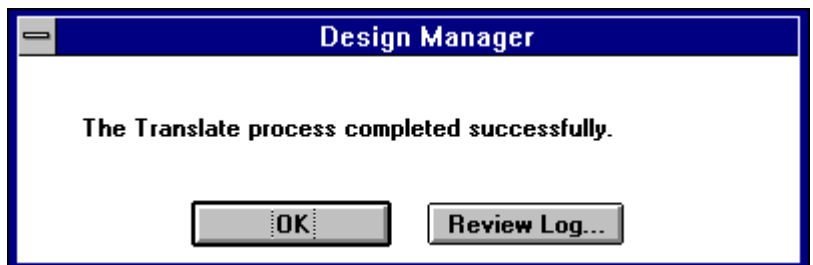 Design Manager
The Translate process completed successfully.
OK Review Log...